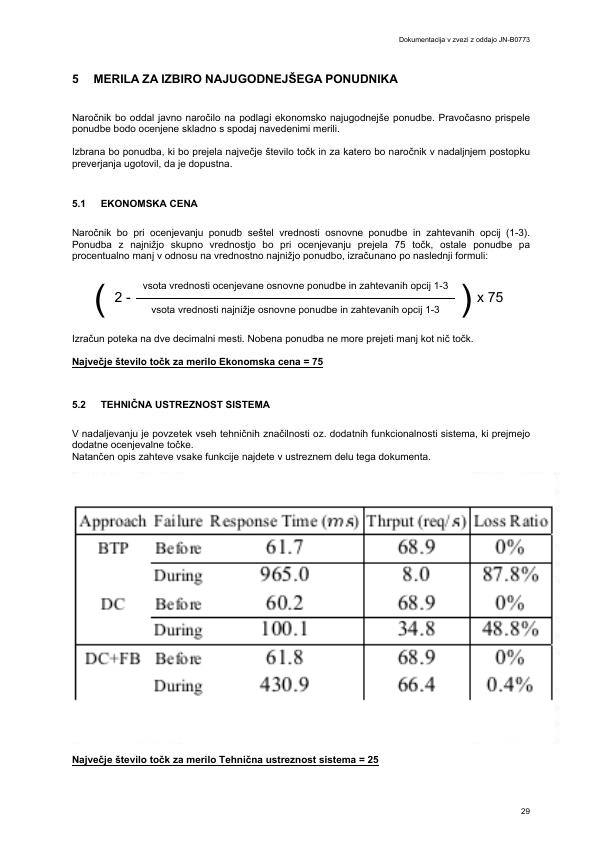 Dokumentacija v zvezi z oddajo JN-B0773
5 MERILA ZA IZBIRO NAJUGODNEJŠEGA PONUDNIKA
Naročnik bo oddal javno naročilo na podlagi ekonomsko najugodnejše ponudbe. Pravočasno prispele
ponudbe bodo ocenjene skladno s spodaj navedenimi merili.
Izbrana bo ponudba, ki bo prejela največje število točk in za katero bo naročnik v nadaljnjem postopku
preverjanja ugotovil, da je dopustna.
5.1 EKONOMSKA CENA
Naročnik bo pri ocenjevanju ponudb seštel vrednosti osnovne ponudbe in zahtevanih opcij (1-3).
Ponudba z najnižjo skupno vrednostjo bo pri ocenjevanju prejela 75 točk, ostale ponudbe pa
procentualno manj v odnosu na vrednostno najnižjo ponudbo, izračunano po naslednji formuli:
vsota vrednosti ocenjevane osnovne ponudbe in zahtevanih opcij 1-3
( 2 - ) x 75
vsota vrednosti najnižje osnovne ponudbe in zahtevanih opcij 1-3
Izračun poteka na dve decimalni mesti. Nobena ponudba ne more prejeti manj kot nič točk.
Največje število točk za merilo Ekonomska cena = 75
5.2 TEHNIČNA USTREZNOST SISTEMA
V nadaljevanju je povzetek vseh tehničnih značilnosti oz. dodatnih funkcionalnosti sistema, ki prejmejo
dodatne ocenjevalne točke.
Natančen opis zahteve vsake funkcije najdete v ustreznem delu tega dokumenta.
Approach Failure Response Time (ms) Thrput (req/s) Loss Ratio
BTP Before 61.7 68.9 0%
During 965.0 8.0 87.8%
DC Before 60.2 68.9 0%
During 100.1 34.8 48.8%
DC+FB Before 61.8 68.9 0%
During 430.9 66.4 0.4%
Največje število točk za merilo Tehnična ustreznost sistema = 25
29